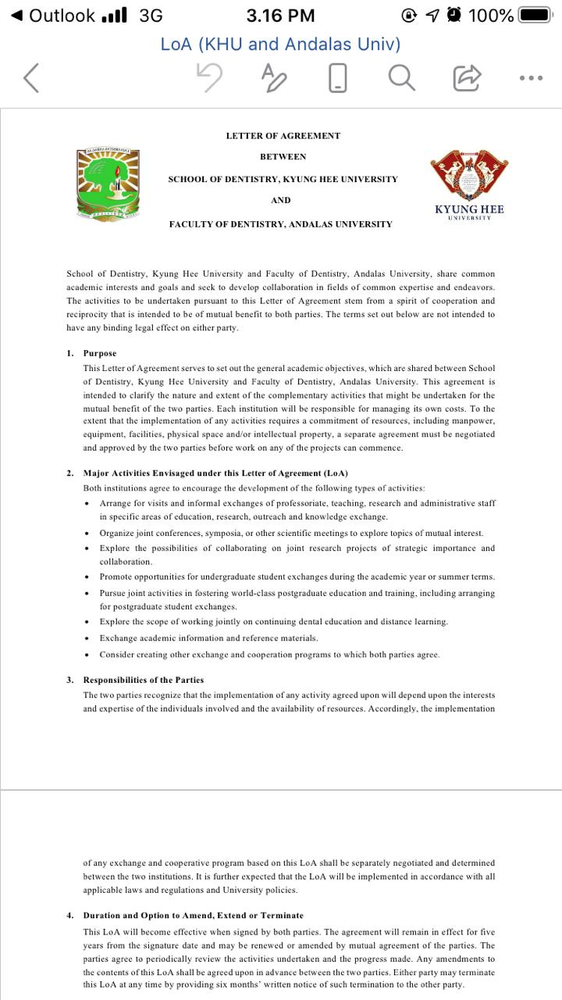 Outlook 3G 3.16 PM 100%
LoA (KHU and Andalas Univ)
LETTER OF AGREEMENT
BETWEEN
SCHOOL OF DENTISTRY, KYUNG HEE UNIVERSITY
AND
FACULTY OF DENTISTRY, ANDALAS UNIVERSITY
KYUNG HEE
UNIVERSITY
School of Dentistry, Kyung Hee University and Faculty of Dentistry, Andalas University, share common
academic interests and goals and seek to develop collaboration in fields of common expertise and endeavors.
The activities to be undertaken pursuant to this Letter of Agreement stem from a spirit of cooperation and
reciprocity that is intended to be of mutual benefit to both parties. The terms set out below are not intended to
have any binding legal effect on either party.
1. Purpose
This Letter of Agreement serves to set out the general academic objectives, which are shared between School
of Dentistry, Kyung Hee University and Faculty of Dentistry, Andalas University. This agreement is
intended to clarify the nature and extent of the complementary activities that might be undertaken for the
mutual benefit of the two parties. Each institution will be responsible for managing its own costs. To the
extent that the implementation of any activities requires a commitment of resources, including manpower,
equipment, facilities, physical space and/or intellectual property, a separate agreement must be negotiated
and approved by the two parties before work on any of the projects can commence.
2. Major Activities Envisaged under this Letter of Agreement (LoA)
Both institutions agree to encourage the development of the following types of activities:
• Arrange for visits and informal exchanges of professoriate, teaching, research and administrative staff
in specific areas of education, research, outreach and knowledge exchange.
• Organize joint conferences, symposia, or other scientific meetings to explore topics of mutual interest.
• Explore the possibilities of collaborating on joint research projects of strategic importance and
collaboration.
• Promote opportunities for undergraduate student exchanges during the academic year or summer terms.
• Pursue joint activities in fostering world-class postgraduate education and training, including arranging
for postgraduate student exchanges.
• Explore the scope of working jointly on continuing dental education and distance learning.
• Exchange academic information and reference materials.
• Consider creating other exchange and cooperation programs to which both parties agree.
3. Responsibilities of the Parties
The two parties recognize that the implementation of any activity agreed upon will depend upon the interests
and expertise of the individuals involved and the availability of resources. Accordingly, the implementation
of any exchange and cooperative program based on this LoA shall be separately negotiated and determined
between the two institutions. It is further expected that the LoA will be implemented in accordance with all
applicable laws and regulations and University policies.
4. Duration and Option to Amend, Extend or Terminate
This LoA will become effective when signed by both parties. The agreement will remain in effect for five
years from the signature date and may be renewed or amended by mutual agreement of the parties. The
parties agree to periodically review the activities undertaken and the progress made. Any amendments to
the contents of this LoA shall be agreed upon in advance between the two parties. Either party may terminate
this LoA at any time by providing six months’ written notice of such termination to the other party.